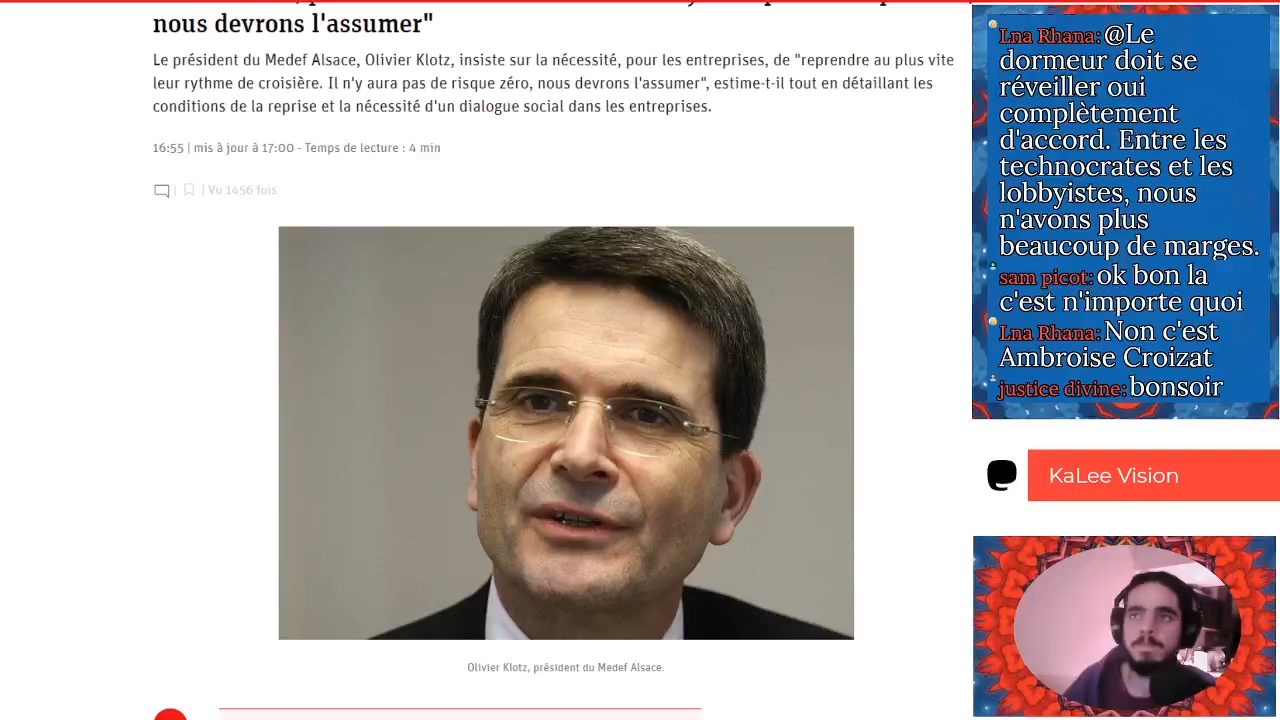 nous devrons l'assumer"
Le président du Medef Alsace, Olivier Klotz, insiste sur la nécessité, pour les entreprises, de "reprendre au plus vite
leur rythme de croisière. Il n'y aura pas de risque zéro, nous devrons l'assumer", estime-t-il tout en détaillant les
conditions de la reprise et la nécessité d'un dialogue social dans les entreprises.
16:55 | mis à jour à 17:00 - Temps de lecture : 4 min
| | Vu 1456 fois
Olivier Klotz, président du Medef Alsace.
Lna Rhana: @Le
dormeur doit se
réveiller oui
complètement
d'accord. Entre les
technocrates et les
lobbyistes, nous
n'avons plus
beaucoup de marges.
sam picot: ok bon la
c'est n'importe quoi
Lna Rhana: Non c'est
Ambroise Croizat
justice divine: bonsoir
KaLee Vision